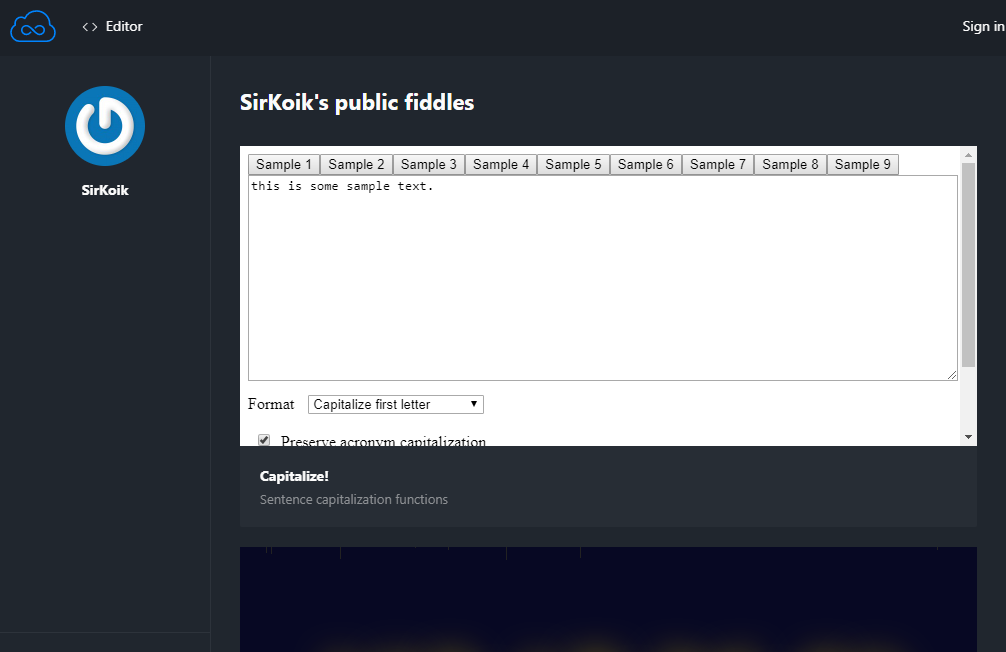 Editor
Sign in
SirKoik
SirKoik's public fiddles
Sample 1 Sample 2 Sample 3 Sample 4 Sample 5 Sample 6 Sample 7 Sample 8 Sample 9
this is some sample text.
Format Capitalize first letter
Preserve acronym capitalization
Capitalize!
Sentence capitalization functions